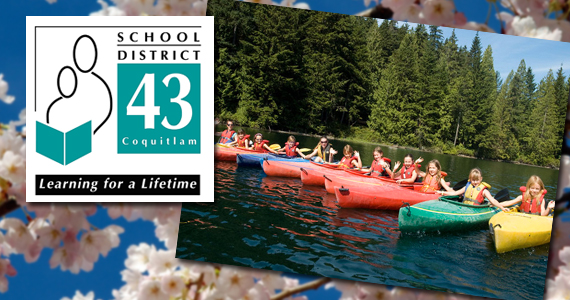 SCHOOL
DISTRICT
43
Coquitlam
Learning for a Lifetime